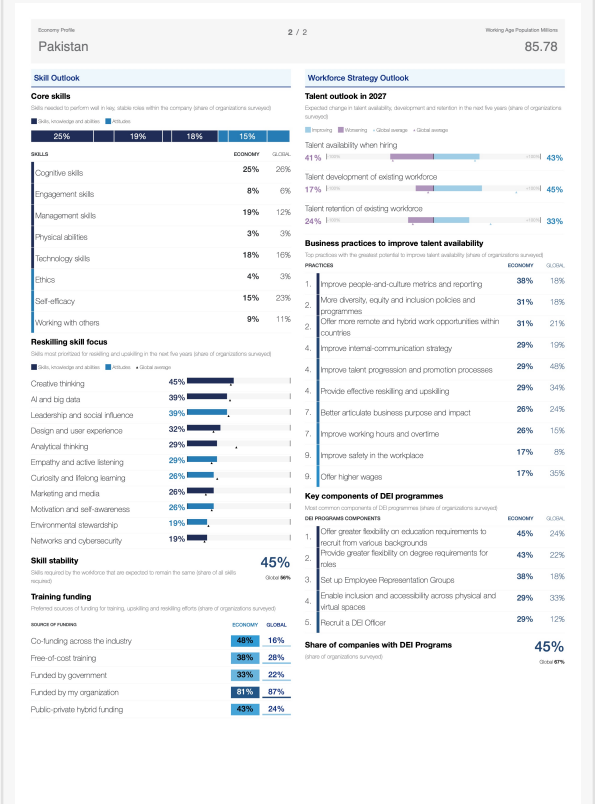 Economy Profile
2 / 2
Working Age Population Millions
Pakistan
85.78
Skill Outlook
Core skills
Skills needed to perform well in key, stable roles within the company (share of organizations surveyed)
Skills, knowledge and abilities Attitudes
25% 19% 18% 15%
SKILLS ECONOMY GLOBAL
Cognitive skills 25% 26%
Engagement skills 8% 6%
Management skills 19% 12%
Physical abilities 3% 3%
Technology skills 18% 16%
Ethics 4% 3%
Self-efficacy 15% 23%
Working with others 9% 11%
Reskilling skill focus
Skills most prioritized for reskilling and upskilling in the next five years (share of organizations surveyed)
Skills, knowledge and abilities Attitudes Global average
Creative thinking 45%
AI and big data 39%
Leadership and social influence 39%
Design and user experience 32%
Analytical thinking 29%
Empathy and active listening 29%
Curiosity and lifelong learning 26%
Marketing and media 26%
Motivation and self-awareness 26%
Environmental stewardship 19%
Networks and cybersecurity 19%
Skill stability 45%
Skills required by the workforce that are expected to remain the same (share of all skills
required)
Global 56%
Training funding
Preferred sources of funding for training, upskilling and reskilling efforts (share of organizations surveyed)
SOURCE OF FUNDING ECONOMY GLOBAL
Co-funding across the industry 48% 16%
Free-of-cost training 38% 28%
Funded by government 33% 22%
Funded by my organization 81% 87%
Public-private hybrid funding 43% 24%
Workforce Strategy Outlook
Talent outlook in 2027
Expected change in talent availability, development and retention in the next five years (share of organizations
surveyed)
Improving Worsening Global average Global average
Talent availability when hiring
41% -100% +100% 43%
Talent development of existing workforce
17% -100% +100% 45%
Talent retention of existing workforce
24% -100% +100% 33%
Business practices to improve talent availability
Top practices with the greatest potential to improve talent availability (share of organizations surveyed)
PRACTICES ECONOMY GLOBAL
1. Improve people-and-culture metrics and reporting 38% 18%
2. More diversity, equity and inclusion policies and
programmes 31% 18%
2. Offer more remote and hybrid work opportunities within
countries 31% 21%
4. Improve internal-communication strategy 29% 19%
4. Improve talent progression and promotion processes 29% 48%
4. Provide effective reskilling and upskilling 29% 34%
7. Better articulate business purpose and impact 26% 24%
7. Improve working hours and overtime 26% 15%
9. Improve safety in the workplace 17% 8%
9. Offer higher wages 17% 35%
Key components of DEI programmes
Most common components of DEI programmes (share of organizations surveyed)
DEI PROGRAMS COMPONENTS ECONOMY GLOBAL
1. Offer greater flexibility on education requirements to
recruit from various backgrounds 45% 24%
2. Provide greater flexibility on degree requirements for
roles 43% 22%
3. Set up Employee Representation Groups 38% 18%
4. Enable inclusion and accessibility across physical and
virtual spaces 29% 33%
5. Recruit a DEI Officer 29% 12%
Share of companies with DEI Programs 45%
(share of organizations surveyed)
Global 67%